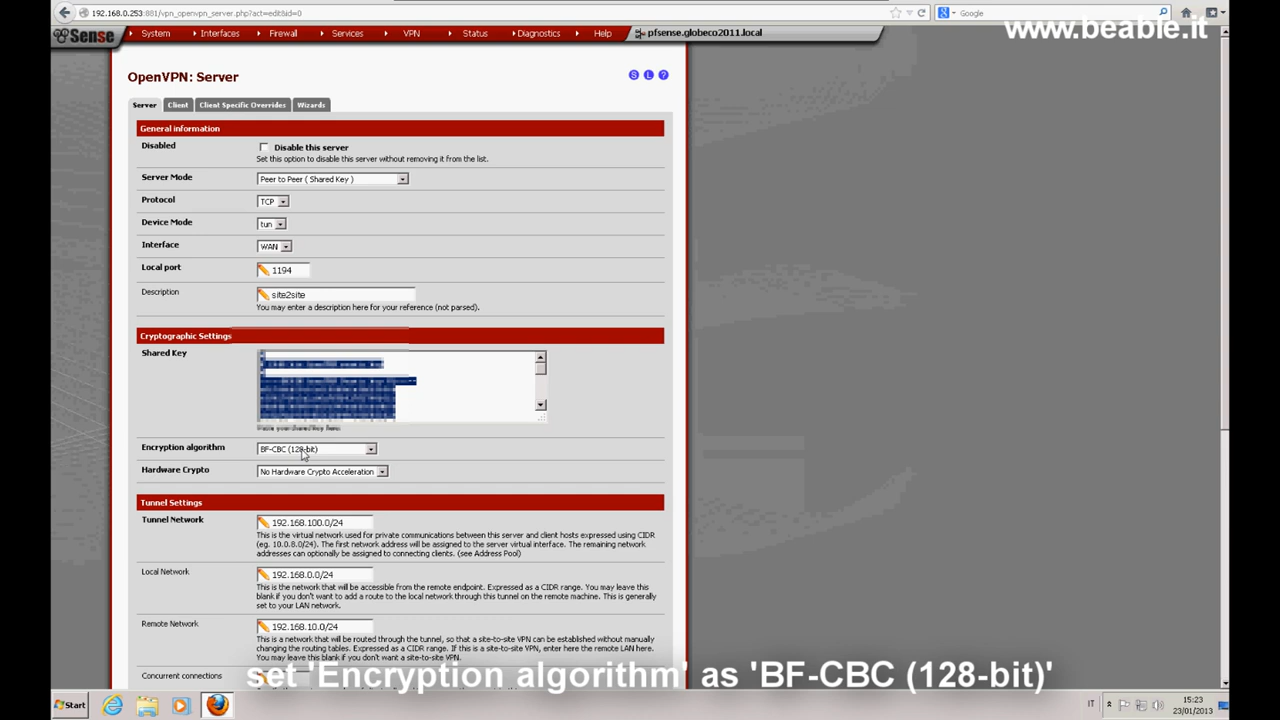 192.168.0.253:881/vpn_openvpn_server.php?act=edit&id=0
Google
www.beable.it
Sense
System
Interfaces
Firewall
Services
VPN
Status
Diagnostics
Help
pfsense.globeco2011.local
OpenVPN: Server
S L ?
Server
Client
Client Specific Overrides
Wizards
General information
Disabled
Disable this server
Set this option to disable this server without removing it from the list.
Server Mode
Peer to Peer ( Shared Key )
Protocol
TCP
Device Mode
tun
Interface
WAN
Local port
1194
Description
site2site
You may enter a description here for your reference (not parsed).
Cryptographic Settings
Shared Key
Paste your shared key here.
Encryption algorithm
BF-CBC (128-bit)
Hardware Crypto
No Hardware Crypto Acceleration
Tunnel Settings
Tunnel Network
192.168.100.0/24
This is the virtual network used for private communications between this server and client hosts expressed using CIDR
(eg. 10.0.8.0/24). The first network address will be assigned to the server virtual interface. The remaining network
addresses can optionally be assigned to connecting clients. (see Address Pool)
Local Network
192.168.0.0/24
This is the network that will be accessible from the remote endpoint. Expressed as a CIDR range. You may leave this
blank if you don't want to add a route to the local network through this tunnel on the remote machine. This is generally
set to your LAN network.
Remote Network
192.168.10.0/24
This is a network that will be routed through the tunnel, so that a site-to-site VPN can be established without manually
changing the routing tables. Expressed as a CIDR range. If this is a site-to-site VPN, enter here the remote LAN here.
You may leave this blank if you don't want a site-to-site VPN.
Concurrent connections
set 'Encryption algorithm' as 'BF-CBC (128-bit)'
Start
IT
15:23
23/01/2013